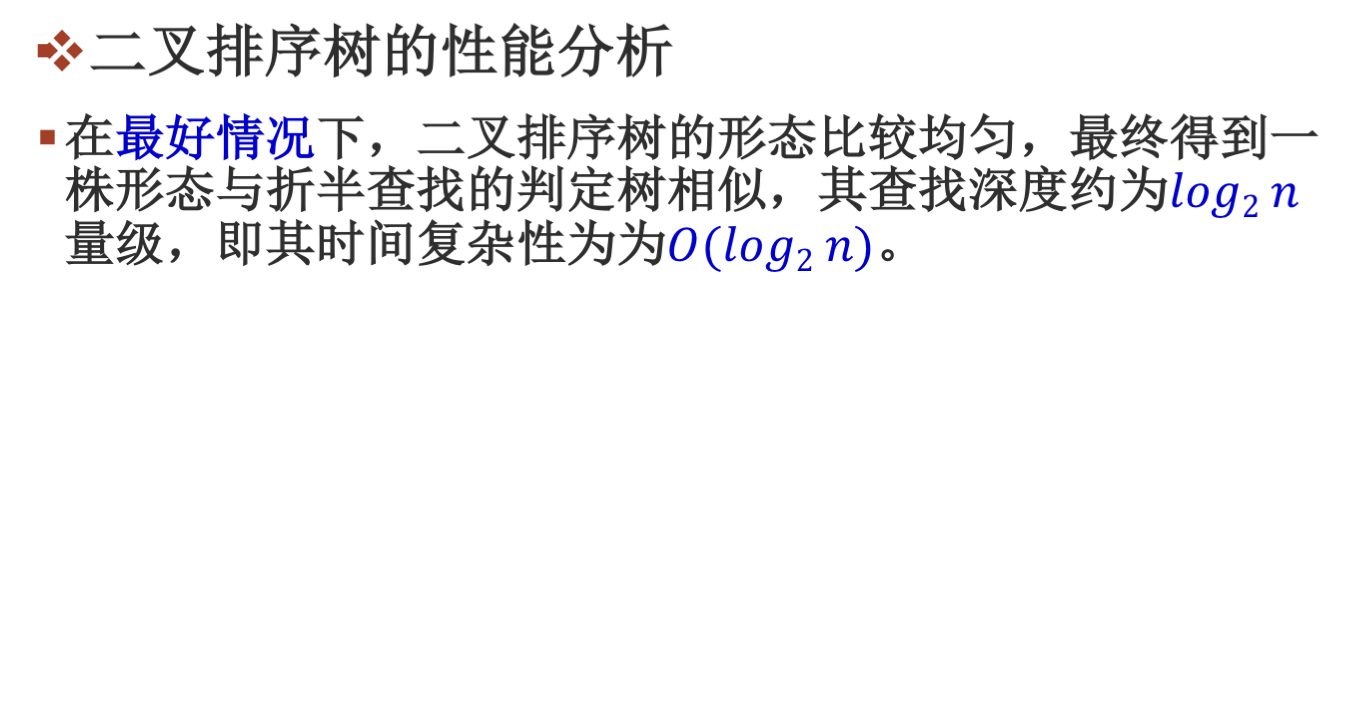 ❖二叉排序树的性能分析
▪在最好情况下，二叉排序树的形态比较均匀，最终得到一
株形态与折半查找的判定树相似，其查找深度约为log₂ n
量级，即其时间复杂性为为O(log₂ n)。